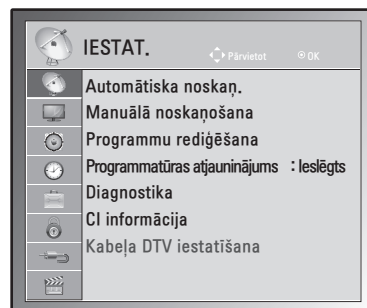 IESTAT.
Pārvietot OK
Automātiska noskaņ.
Manuālā noskaņošana
Programmu rediģēšana
Programmatūras atjauninājums : Ieslēgts
Diagnostika
CI informācija
Kabeļa DTV iestatīšana